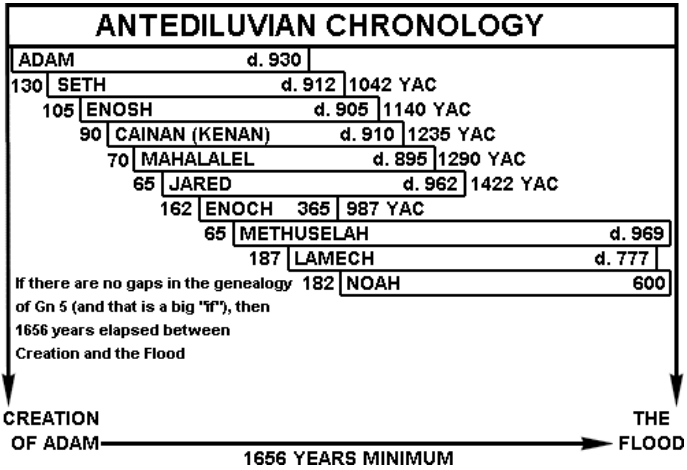 ANTEDILUVIAN CHRONOLOGY
ADAM d. 930
130 SETH d. 912 1042 YAC
105 ENOSH d. 905 1140 YAC
90 CAINAN (KENAN) d. 910 1235 YAC
70 MAHALALEL d. 895 1290 YAC
65 JARED d. 962 1422 YAC
162 ENOCH 365 987 YAC
65 METHUSELAH d. 969
187 LAMECH d. 777
182 NOAH 600
If there are no gaps in the genealogy
of Gn 5 (and that is a big "if"), then
1656 years elapsed between
Creation and the Flood
CREATION
OF ADAM
THE
FLOOD
1656 YEARS MINIMUM